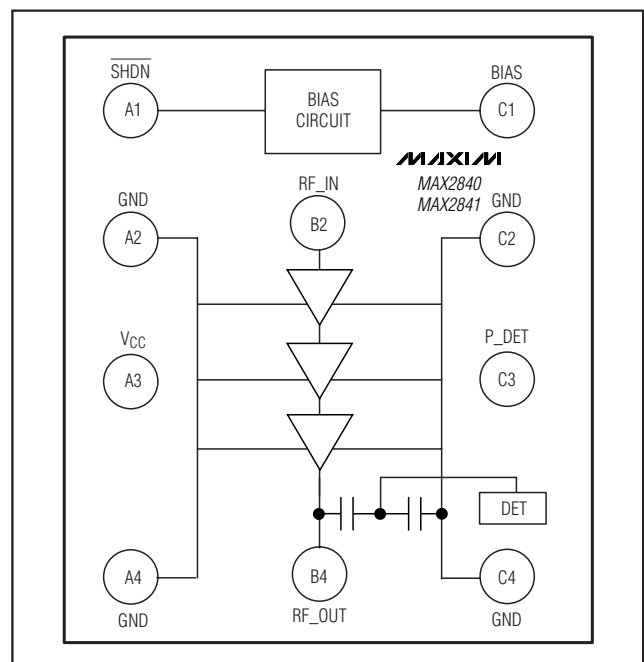 SHDN
A1
BIAS
CIRCUIT
BIAS
C1
MAXIM
MAX2840
MAX2841
GND
A2
RF_IN
B2
GND
C2
VCC
A3
P_DET
C3
DET
A4
GND
B4
RF_OUT
C4
GND